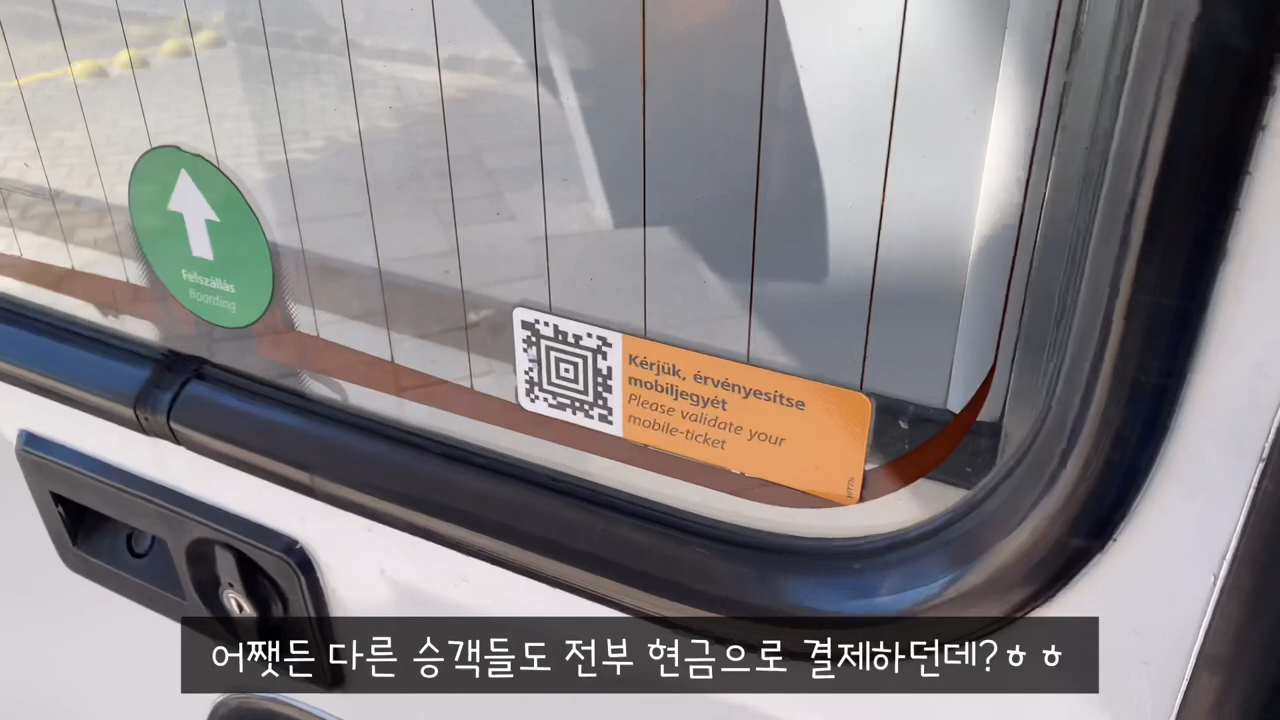 Felszállás
Boarding
Kérjük, érvényesítse
mobiljegyét
Please validate your
mobile-ticket
어쨋든 다른 승객들도 전부 현금으로 결제하던데?ㅎㅎ